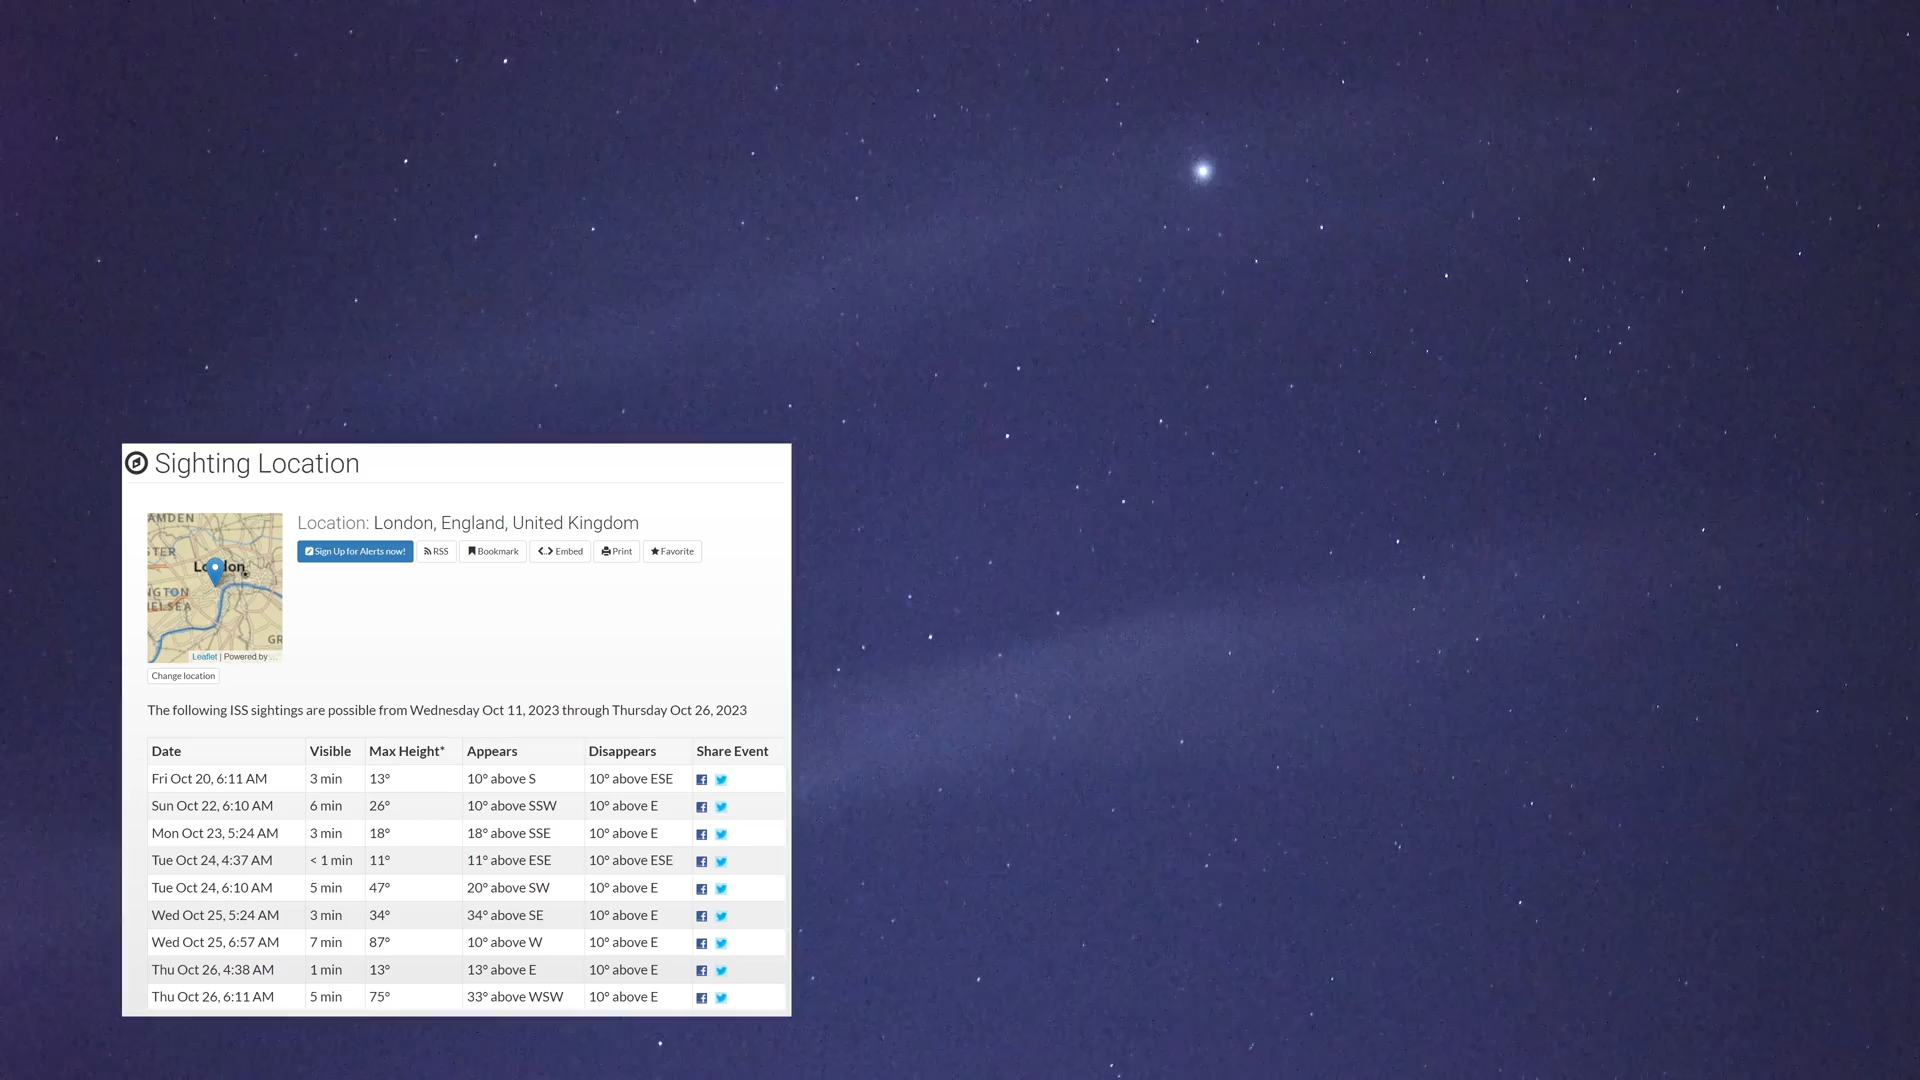 Sighting Location
AMDEN
STER
London
NGTON
ELSEA
GR
Leaflet | Powered by ...
Change location
Location: London, England, United Kingdom
Sign Up for Alerts now! RSS Bookmark Embed Print Favorite
The following ISS sightings are possible from Wednesday Oct 11, 2023 through Thursday Oct 26, 2023
Date Visible Max Height* Appears Disappears Share Event
Fri Oct 20, 6:11 AM 3 min 13° 10° above S 10° above ESE
Sun Oct 22, 6:10 AM 6 min 26° 10° above SSW 10° above E
Mon Oct 23, 5:24 AM 3 min 18° 18° above SSE 10° above E
Tue Oct 24, 4:37 AM < 1 min 11° 11° above ESE 10° above ESE
Tue Oct 24, 6:10 AM 5 min 47° 20° above SW 10° above E
Wed Oct 25, 5:24 AM 3 min 34° 34° above SE 10° above E
Wed Oct 25, 6:57 AM 7 min 87° 10° above W 10° above E
Thu Oct 26, 4:38 AM 1 min 13° 13° above E 10° above E
Thu Oct 26, 6:11 AM 5 min 75° 33° above WSW 10° above E